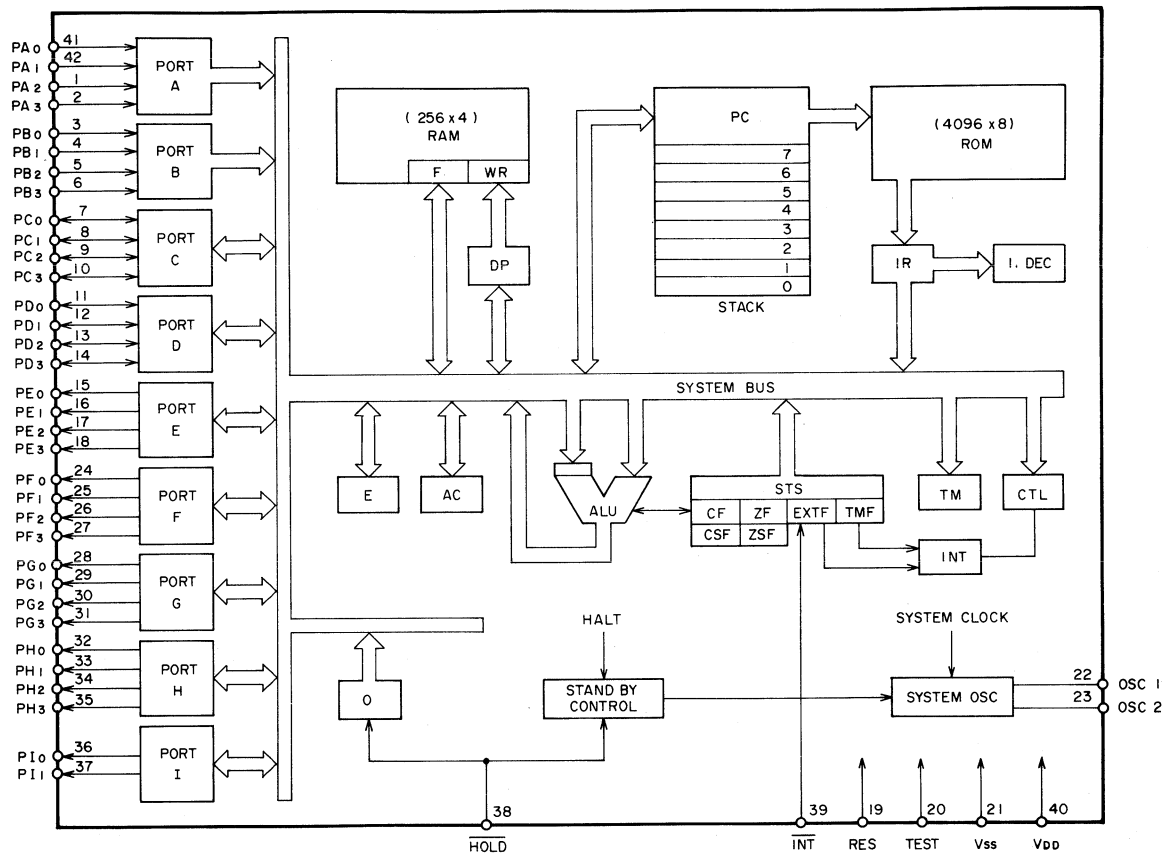 PA0 41
PA1 42
PA2 1
PA3 2
PORT A
PB0 3
PB1 4
PB2 5
PB3 6
PORT B
PC0 7
PC1 8
PC2 9
PC3 10
PORT C
PD0 11
PD1 12
PD2 13
PD3 14
PORT D
PE0 15
PE1 16
PE2 17
PE3 18
PORT E
PF0 24
PF1 25
PF2 26
PF3 27
PORT F
PG0 28
PG1 29
PG2 30
PG3 31
PORT G
PH0 32
PH1 33
PH2 34
PH3 35
PORT H
PI0 36
PI1 37
PORT I
(256 x 4)
RAM
F WR
DP
PC
7
6
5
4
3
2
1
0
STACK
(4096 x 8)
ROM
IR
I. DEC
SYSTEM BUS
E
AC
ALU
STS
CF ZF EXTF TMF
CSF ZSF
TM
CTL
INT
O
HALT
STAND BY
CONTROL
SYSTEM CLOCK
SYSTEM OSC
22 OSC 1
23 OSC 2
38
39
19
20
21
40
HOLD
INT
RES
TEST
VSS
VDD